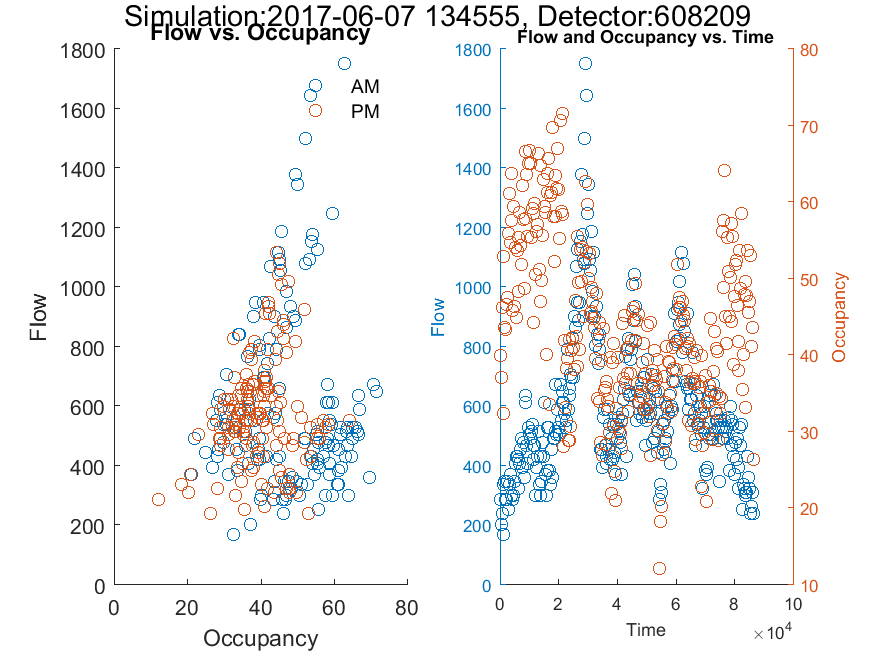 Simulation:2017-06-07 134555, Detector:608209
Flow vs. Occupancy
Flow and Occupancy vs. Time
1800
1600
1400
1200
1000
800
600
400
200
0
Flow
0 20 40 60 80
Occupancy
AM
PM
1800
1600
1400
1200
1000
800
600
400
200
0
Flow
80
70
60
50
40
30
20
10
Occupancy
0 2 4 6 8 10
Time
×10^4